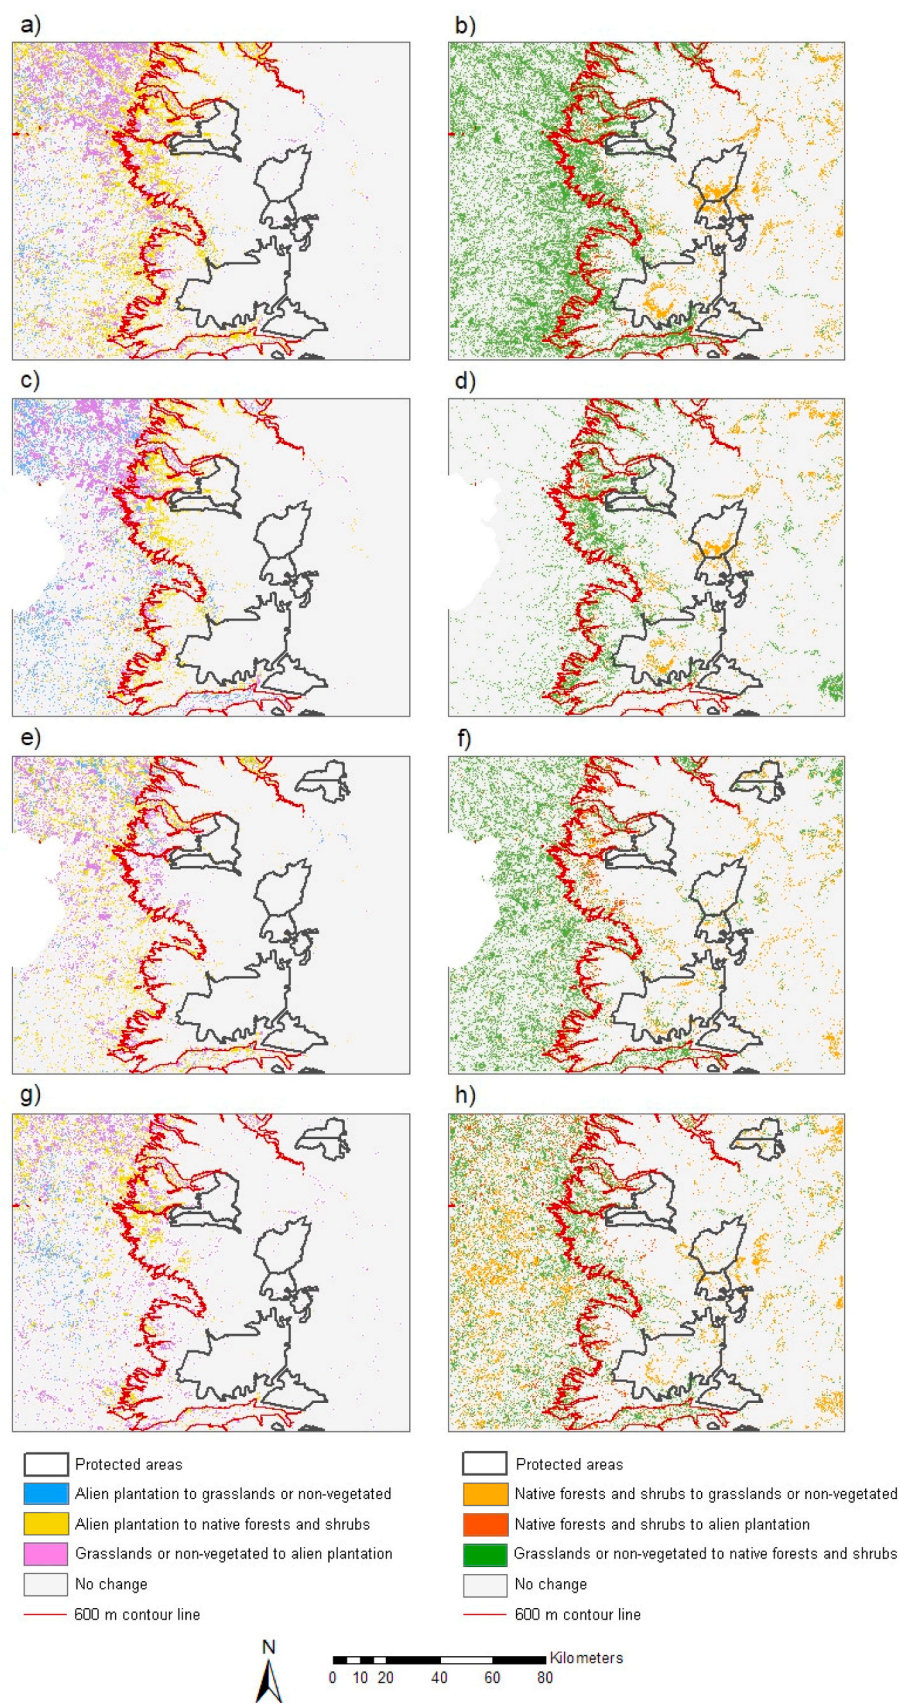 a)
b)
c)
d)
e)
f)
g)
h)
Protected areas
Alien plantation to grasslands or non-vegetated
Alien plantation to native forests and shrubs
Grasslands or non-vegetated to alien plantation
No change
600 m contour line
Protected areas
Native forests and shrubs to grasslands or non-vegetated
Native forests and shrubs to alien plantation
Grasslands or non-vegetated to native forests and shrubs
No change
600 m contour line
N
Kilometers
0 10 20 40 60 80